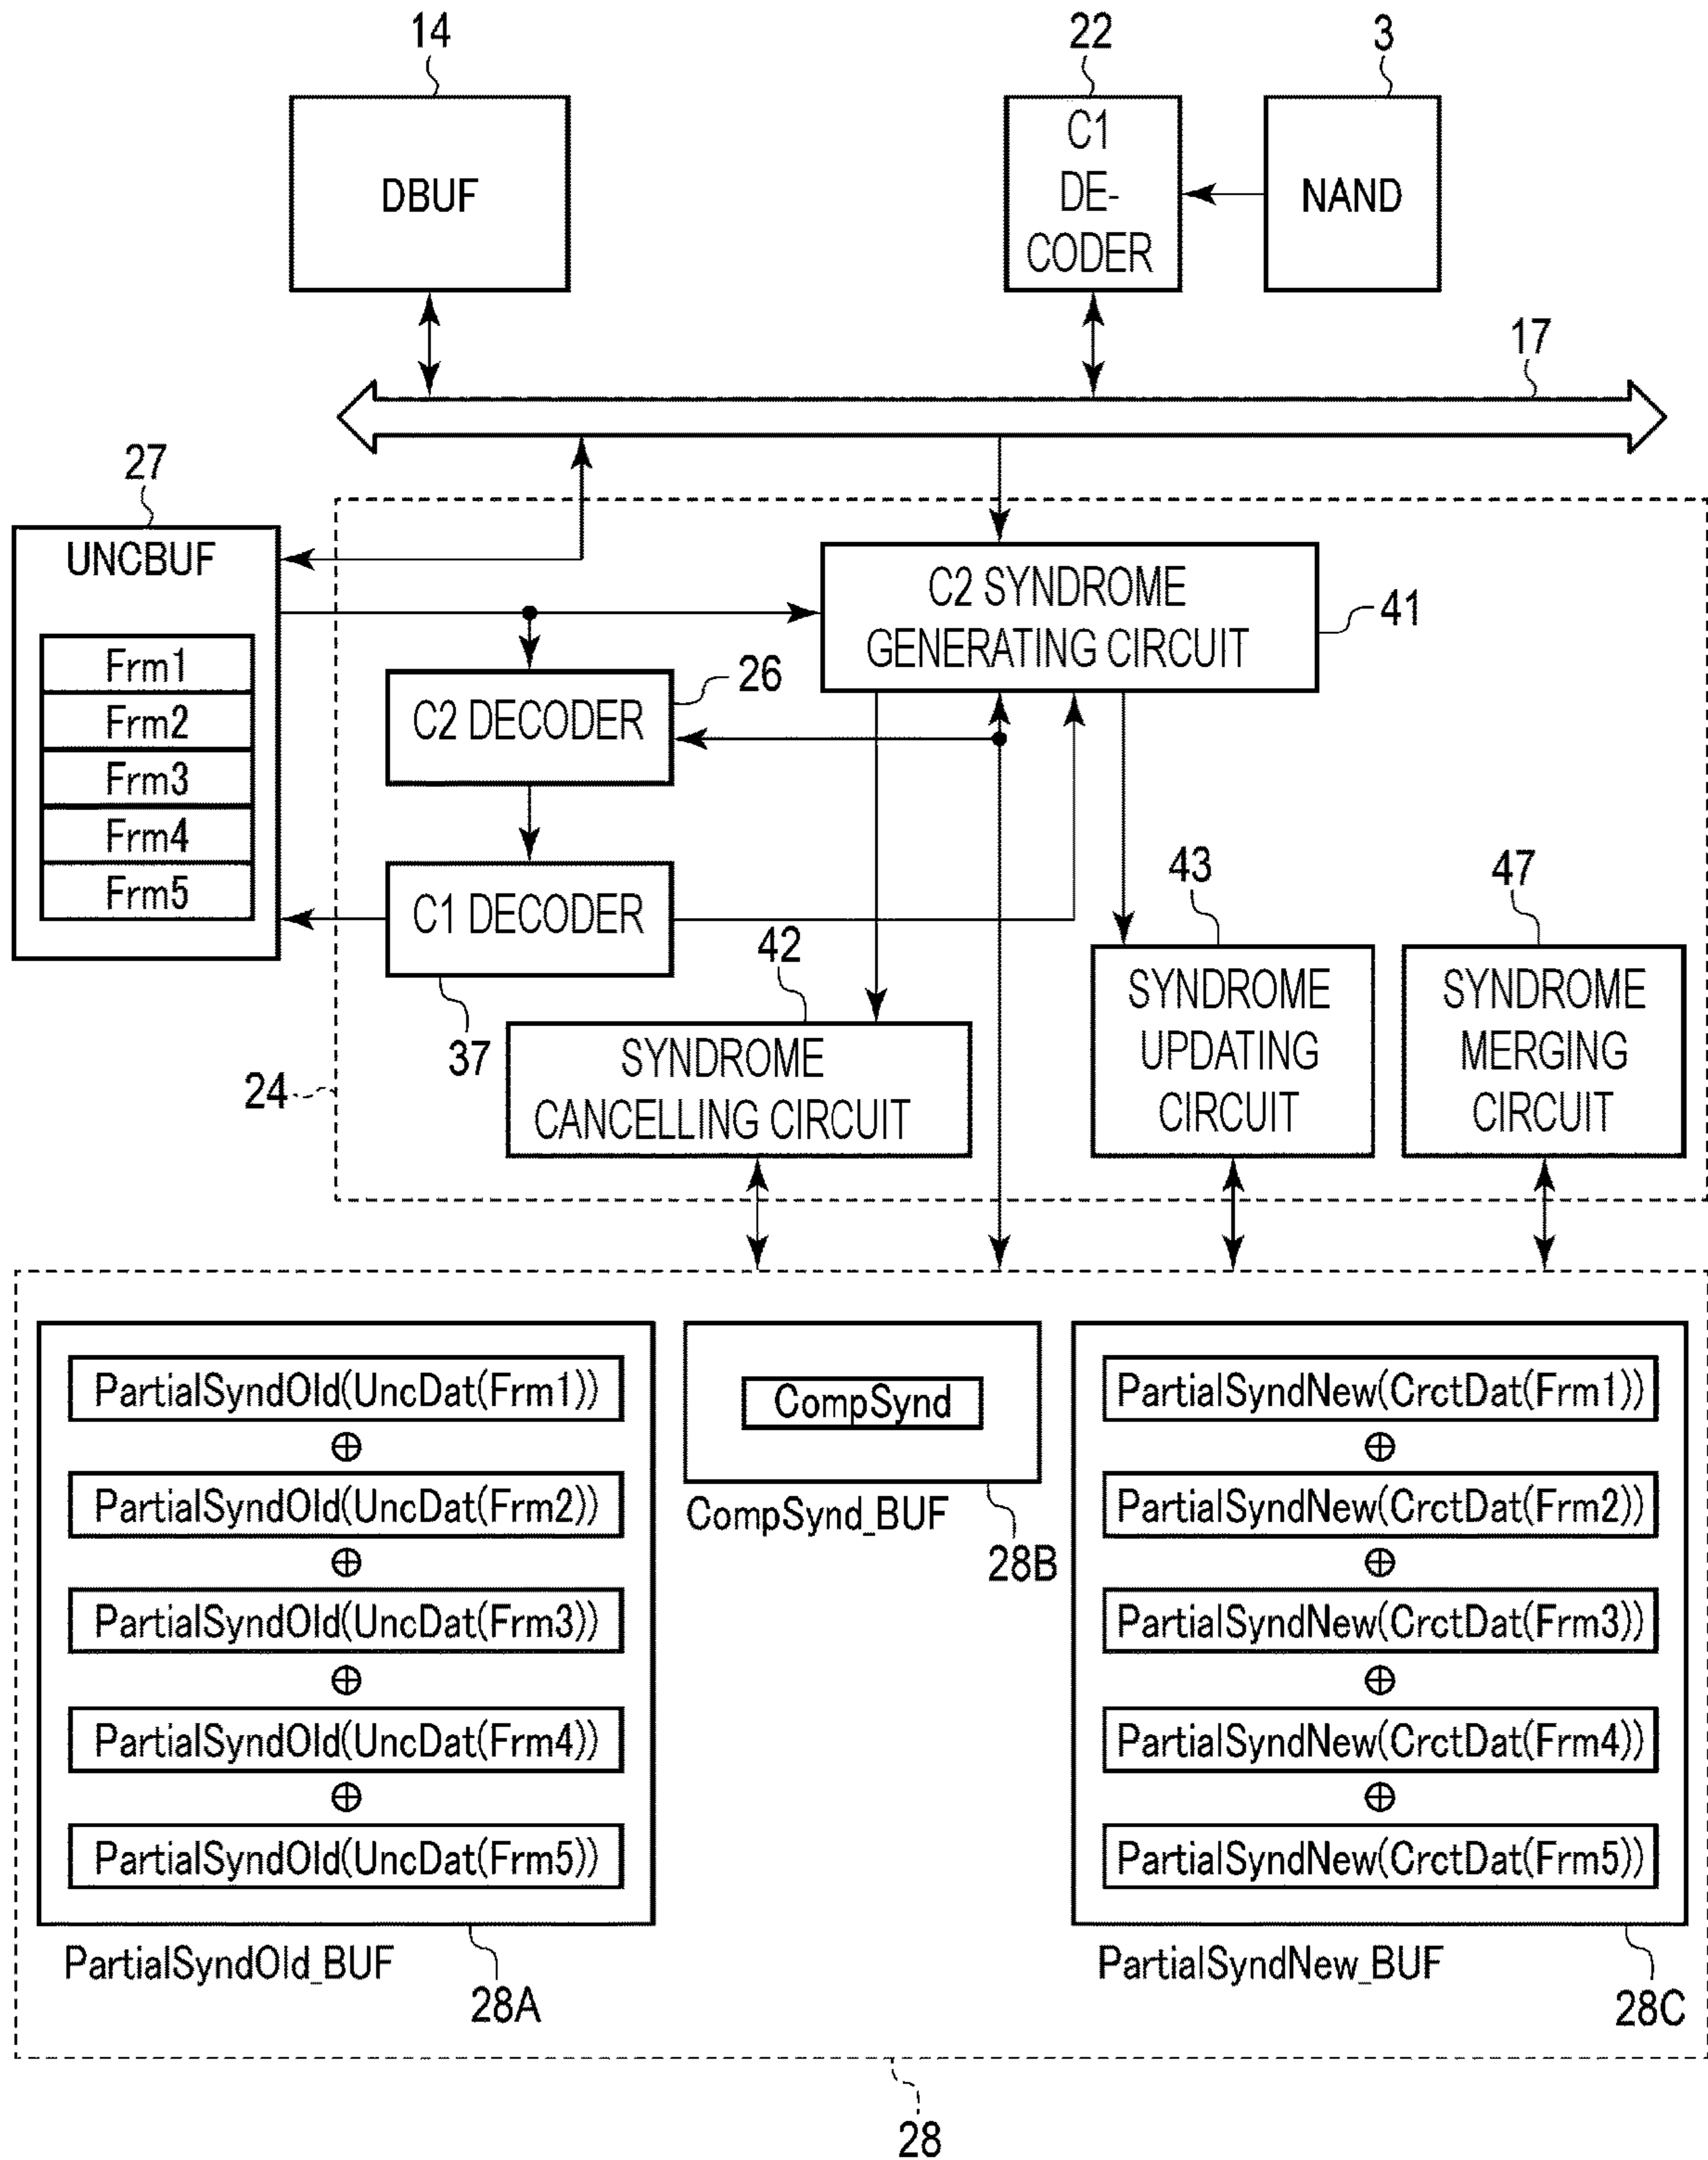 14
22
3
DBUF
C1
DE-
CODER
NAND
17
27
UNCBUF
Frm1
Frm2
Frm3
Frm4
Frm5
C2 SYNDROME
GENERATING CIRCUIT
41
26
C2 DECODER
C1 DECODER
37
24
42
SYNDROME
CANCELLING CIRCUIT
43
SYNDROME
UPDATING
CIRCUIT
47
SYNDROME
MERGING
CIRCUIT
PartialSyndOld(UncDat(Frm1))
⊕
PartialSyndOld(UncDat(Frm2))
⊕
PartialSyndOld(UncDat(Frm3))
⊕
PartialSyndOld(UncDat(Frm4))
⊕
PartialSyndOld(UncDat(Frm5))
PartialSyndOld_BUF
28A
CompSynd
CompSynd_BUF
28B
PartialSyndNew(CrctDat(Frm1))
⊕
PartialSyndNew(CrctDat(Frm2))
⊕
PartialSyndNew(CrctDat(Frm3))
⊕
PartialSyndNew(CrctDat(Frm4))
⊕
PartialSyndNew(CrctDat(Frm5))
PartialSyndNew_BUF
28C
28